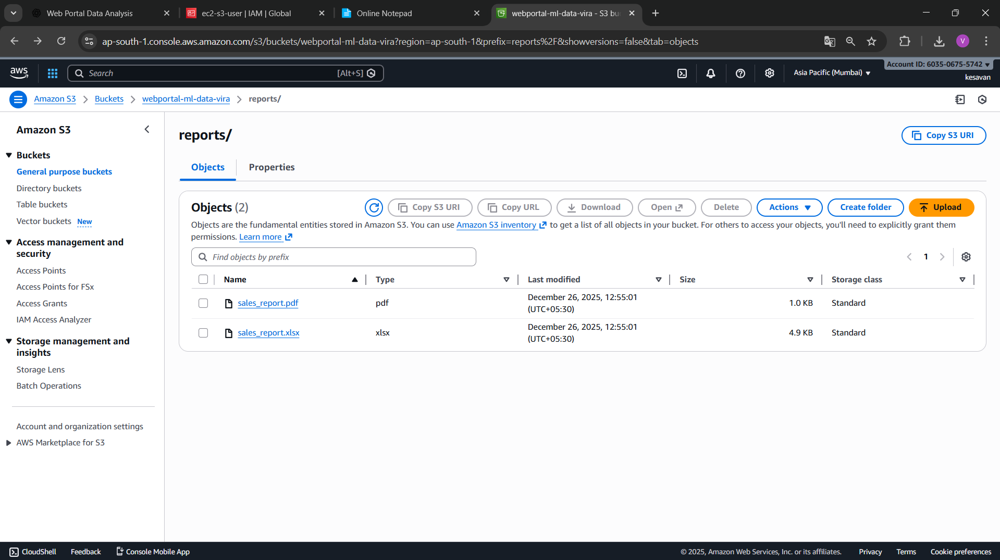 Web Portal Data Analysis
ec2-s3-user | IAM | Global
Online Notepad
webportal-ml-data-vira - S3 bu
ap-south-1.console.aws.amazon.com/s3/buckets/webportal-ml-data-vira?region=ap-south-1&prefix=reports%2F&showversions=false&tab=objects
V
aws
Search
[Alt+S]
Asia Pacific (Mumbai)
Account ID: 6035-0675-5742
kesavan
Amazon S3
Buckets
webportal-ml-data-vira
reports/
Amazon S3
Buckets
General purpose buckets
Directory buckets
Table buckets
Vector buckets New
Access management and
security
Access Points
Access Points for FSx
Access Grants
IAM Access Analyzer
Storage management and
insights
Storage Lens
Batch Operations
Account and organization settings
AWS Marketplace for S3
reports/
Copy S3 URI
Objects
Properties
Objects (2)
Copy S3 URI
Copy URL
Download
Open
Delete
Actions
Create folder
Upload
Objects are the fundamental entities stored in Amazon S3. You can use Amazon S3 inventory to get a list of all objects in your bucket. For others to access your objects, you'll need to explicitly grant them
permissions. Learn more
Find objects by prefix
1
Name
Type
Last modified
Size
Storage class
sales_report.pdf
pdf
December 26, 2025, 12:55:01
(UTC+05:30)
1.0 KB
Standard
sales_report.xlsx
xlsx
December 26, 2025, 12:55:01
(UTC+05:30)
4.9 KB
Standard
CloudShell
Feedback
Console Mobile App
© 2025, Amazon Web Services, Inc. or its affiliates.
Privacy
Terms
Cookie preferences